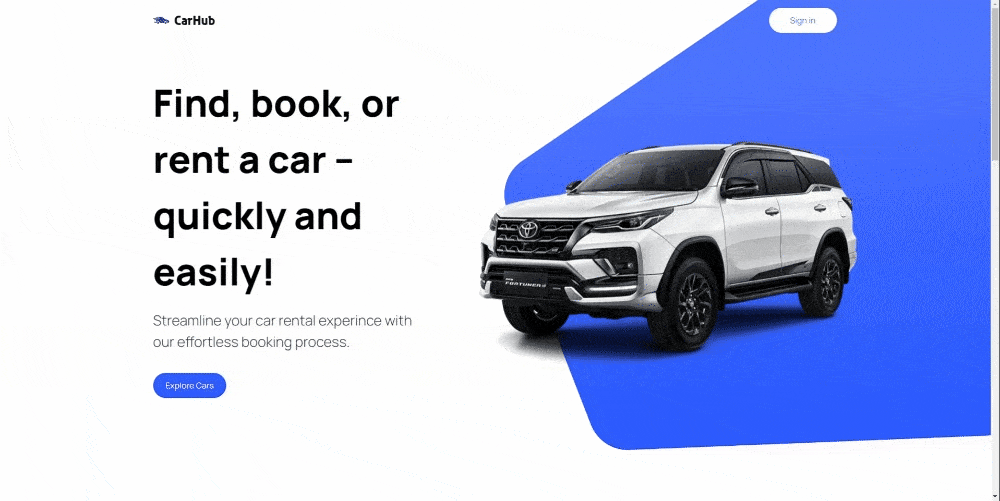 CarHub
Sign in
Find, book, or
rent a car –
quickly and
easily!
Streamline your car rental experince with
our effortless booking process.
Explore Cars
FORTUNER